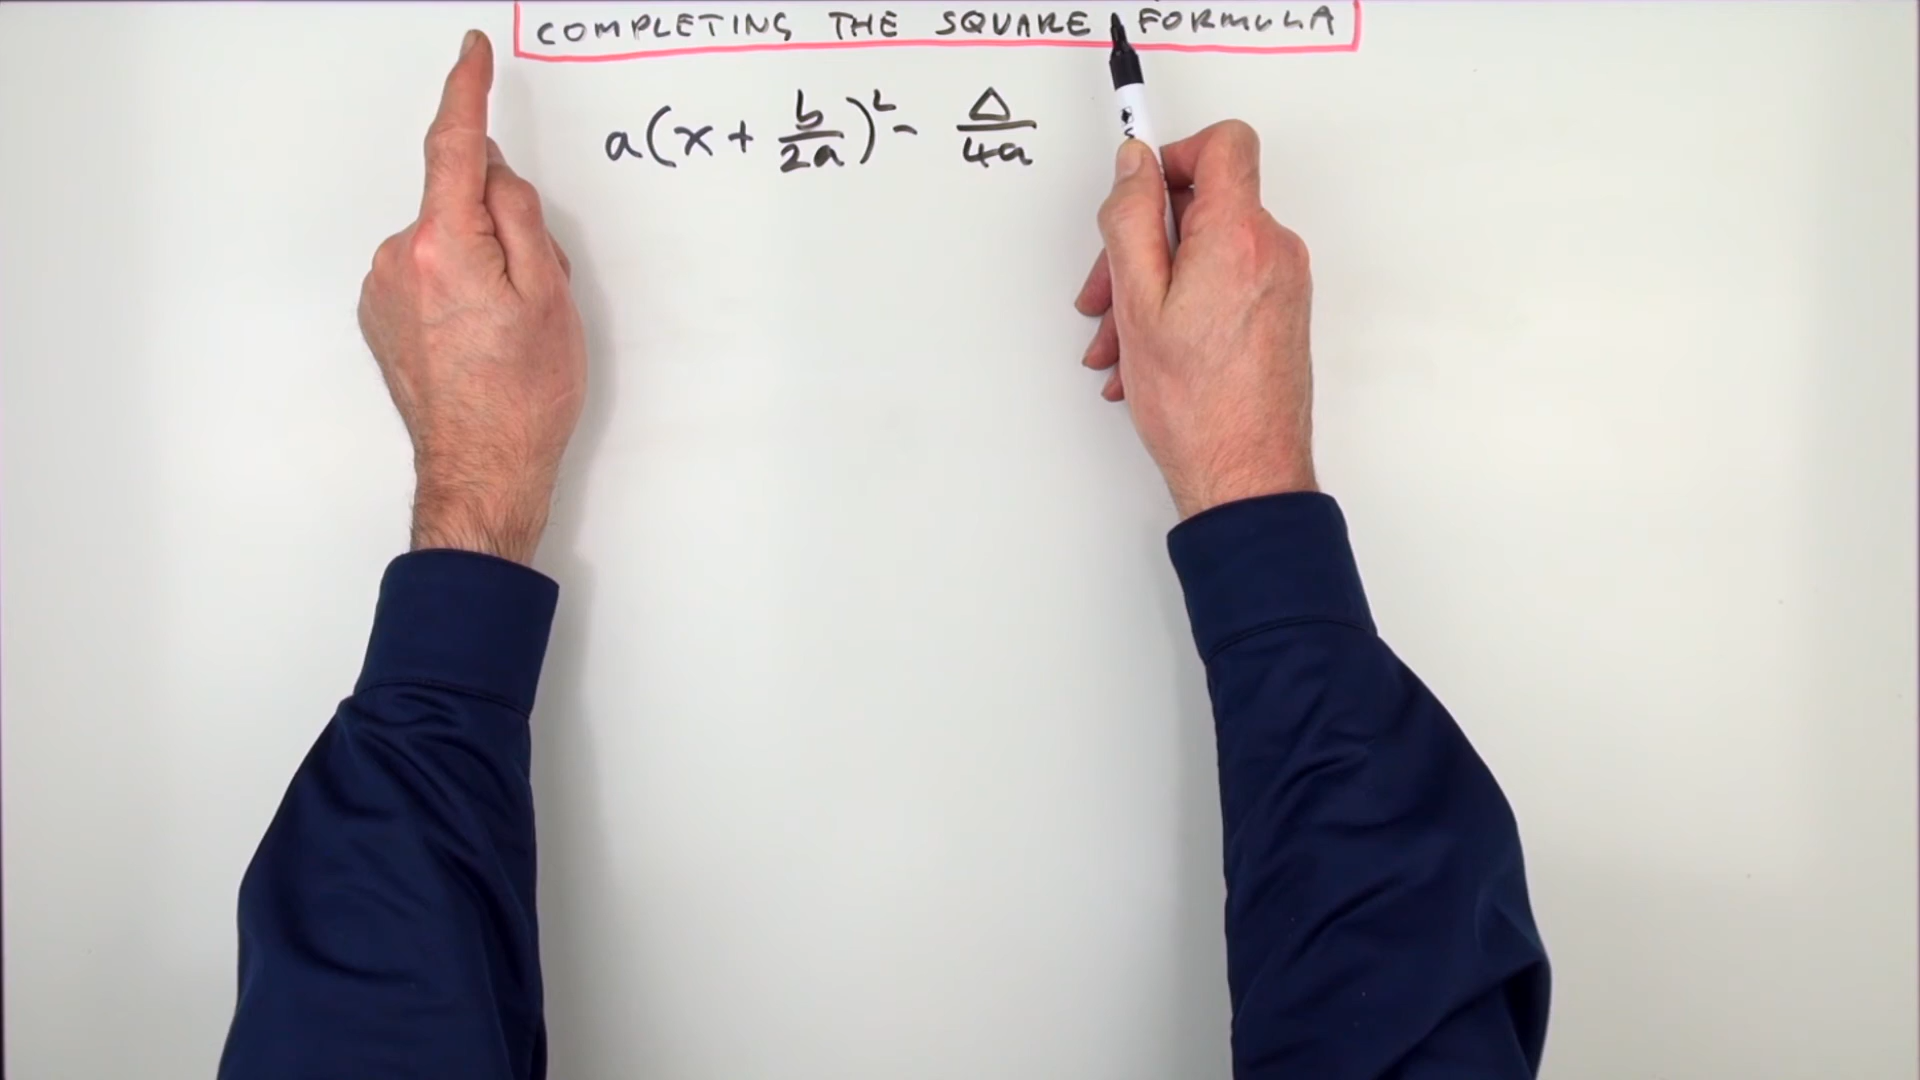 COMPLETING THE SQUARE FORMULA
a(x + b/2a)² - Δ/4a